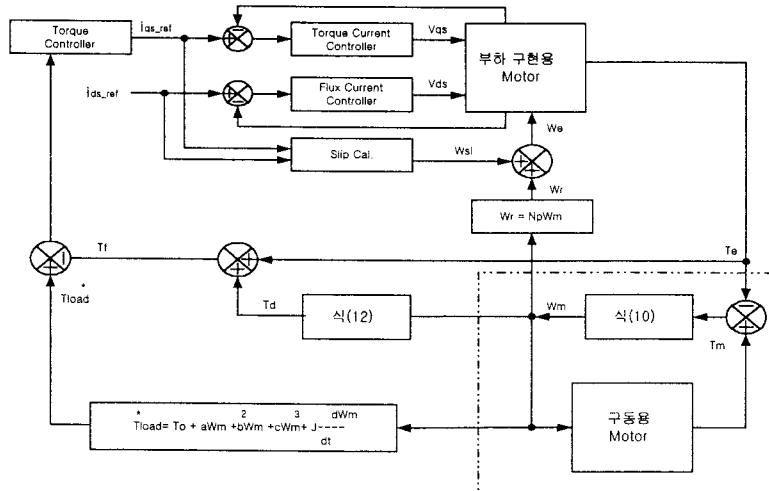 Torque
Controller
iqs_ref
Torque Current
Controller
Vqs
부하 구현용
Motor
ids_ref
Flux Current
Controller
Vds
Slip Cal.
Wsl
We
Wr
Wr = NpWm
Tf
Te
*
Tload
Td
식(12)
Wm
식(10)
Tm
* 2 3 dWm
Tload= To + aWm +bWm +cWm+ J----
dt
구동용
Motor